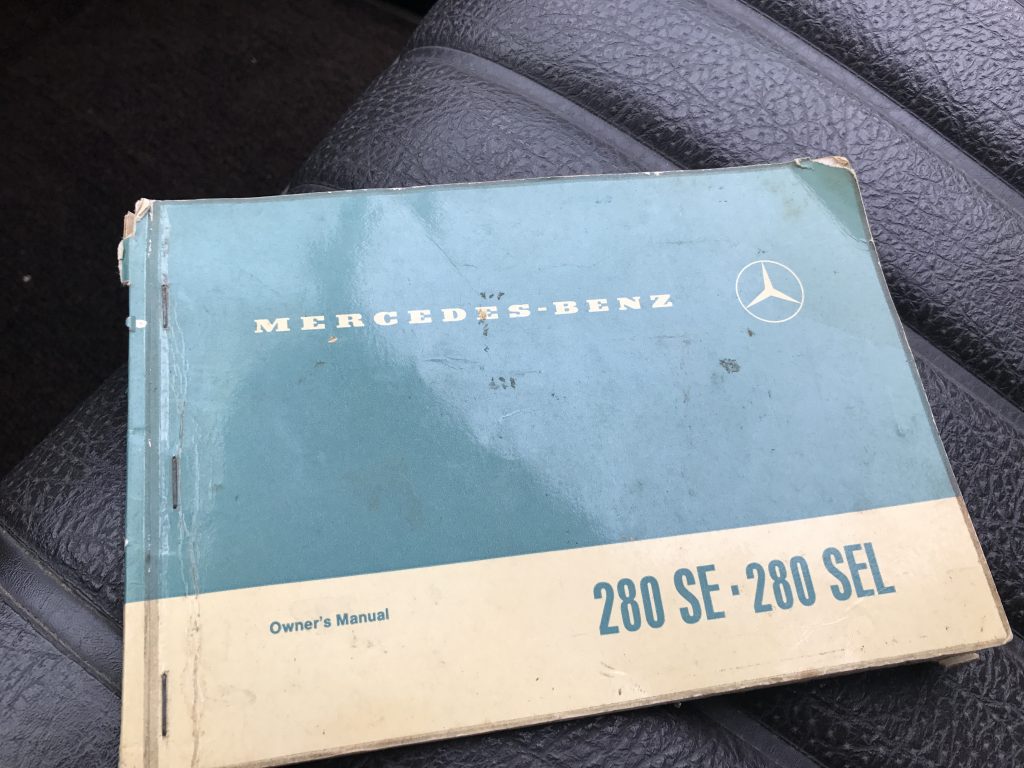 MERCEDES-BENZ
Owner's Manual
280 SE · 280 SEL